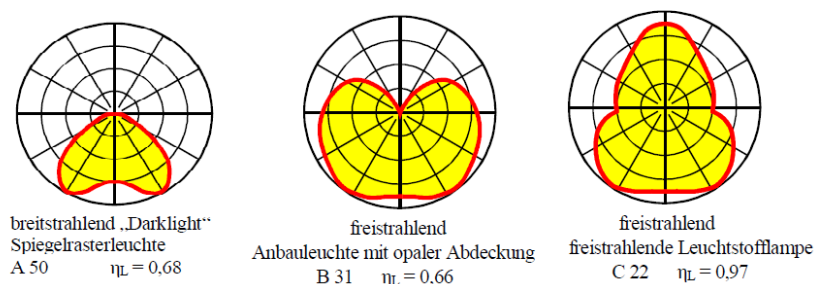 breitstrahlend „Darklight“
Spiegelrasterleuchte
A 50 ηL = 0,68
freistrahlend
Anbauleuchte mit opaler Abdeckung
B 31 ηL = 0,66
freistrahlend
freistrahlende Leuchtstofflampe
C 22 ηL = 0,97